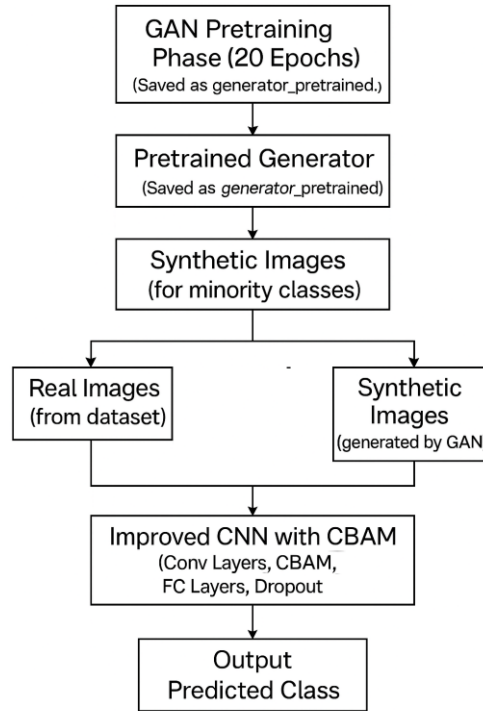 GAN Pretraining
Phase (20 Epochs)
(Saved as generator_pretrained.)
Pretrained Generator
(Saved as generator_pretrained)
Synthetic Images
(for minority classes)
Real Images
(from dataset)
Synthetic
Images
(generated by GAN
Improved CNN with CBAM
(Conv Layers, CBAM,
FC Layers, Dropout
Output
Predicted Class